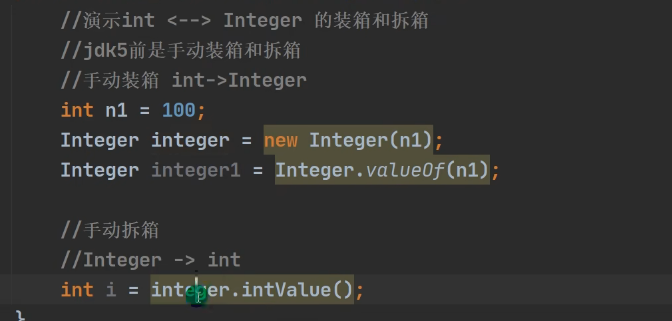 //演示int <--> Integer 的装箱和拆箱
//jdk5前是手动装箱和拆箱
//手动装箱 int->Integer
int n1 = 100;
Integer integer = new Integer(n1);
Integer integer1 = Integer.valueOf(n1);
//手动拆箱
//Integer -> int
int i = integer.intValue();
}